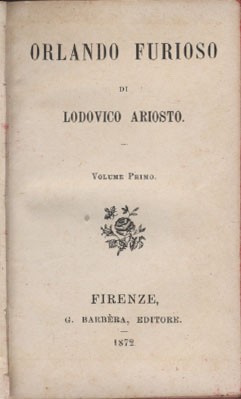 ORLANDO FURIOSO
DI
LODOVICO ARIOSTO.
VOLUME PRIMO.
FIRENZE,
G. BARBÈRA, EDITORE.
1872